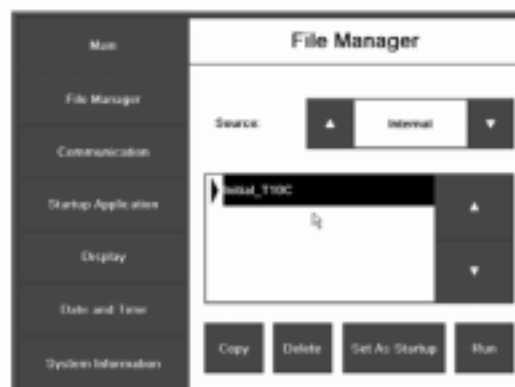 Main
File Manager
Communication
Startup Application
Display
Date and Time
System Information
File Manager
Source:
Internal
Initial_T10C
Copy
Delete
Set As Startup
Run